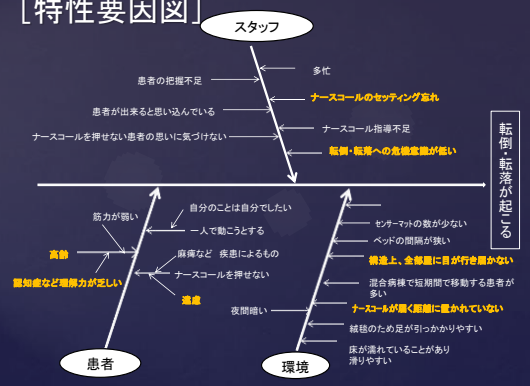 [特性要因図]
スタッフ
多忙
患者の把握不足
ナースコールのセッティング忘れ
患者が出来ると思い込んでいる
ナースコール指導不足
ナースコールを押せない患者の思いに気づけない
転倒・転落への危機意識が低い
転倒・転落が起こる
自分のことは自分でしたい
筋力が弱い
一人で動こうとする
高齢
麻痺など 疾患によるもの
認知症など理解力が乏しい
ナースコールを押せない
遠慮
センサーマットの数が少ない
ベッドの間隔が狭い
構造上、全部屋に目が行き届かない
混合病棟で短期間で移動する患者が
多い
ナースコールが届く距離に置かれていない
夜間暗い
絨毯のため足が引っかかりやすい
床が濡れていることがあり
滑りやすい
患者
環境